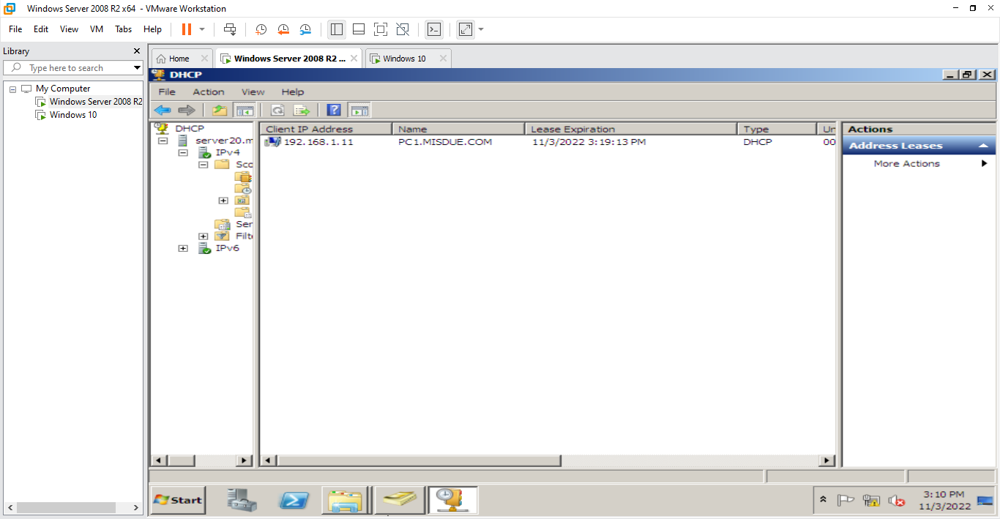 Windows Server 2008 R2 x64 - VMware Workstation
File Edit View VM Tabs Help
Library
Type here to search
My Computer
Windows Server 2008 R2
Windows 10
Home
Windows Server 2008 R2 ...
Windows 10
DHCP
File Action View Help
DHCP
server20.m
IPv4
Sco
Ser
Filt
IPv6
Client IP Address Name Lease Expiration Type Un
192.168.1.11 PC1.MISDUE.COM 11/3/2022 3:19:13 PM DHCP 00
Actions
Address Leases
More Actions
Start
3:10 PM
11/3/2022